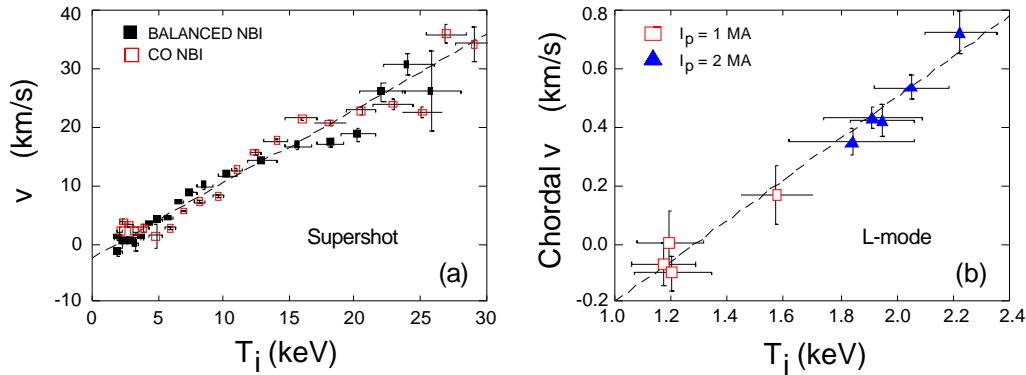 BALANCED NBI
CO NBI
v (km/s)
40
30
20
10
0
-10
Supershot
(a)
0 5 10 15 20 25 30
T_i (keV)
I_p = 1 MA
I_p = 2 MA
Chordal v (km/s)
0.8
0.6
0.4
0.2
0.0
-0.2
L-mode
(b)
1.0 1.2 1.4 1.6 1.8 2.0 2.2 2.4
T_i (keV)